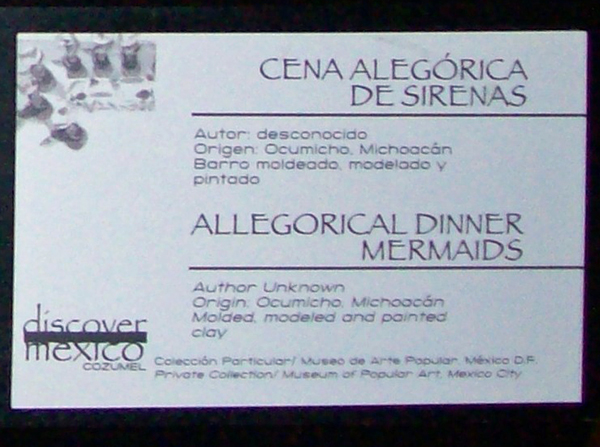 CENA ALEGÓRICA
DE SIRENAS
Autor: desconocido
Origen: Ocumicho, Michoacán
Barro moldeado, modelado y
pintado
ALLEGORICAL DINNER
MERMAIDS
Author Unknown
Origin: Ocumicho, Michoacán
Molded, modeled and painted
clay
discover
mexico
COZUMEL
Colección Particular/ Museo de Arte Popular, México D.F.
Private Collection/ Museum of Popular Art, Mexico City